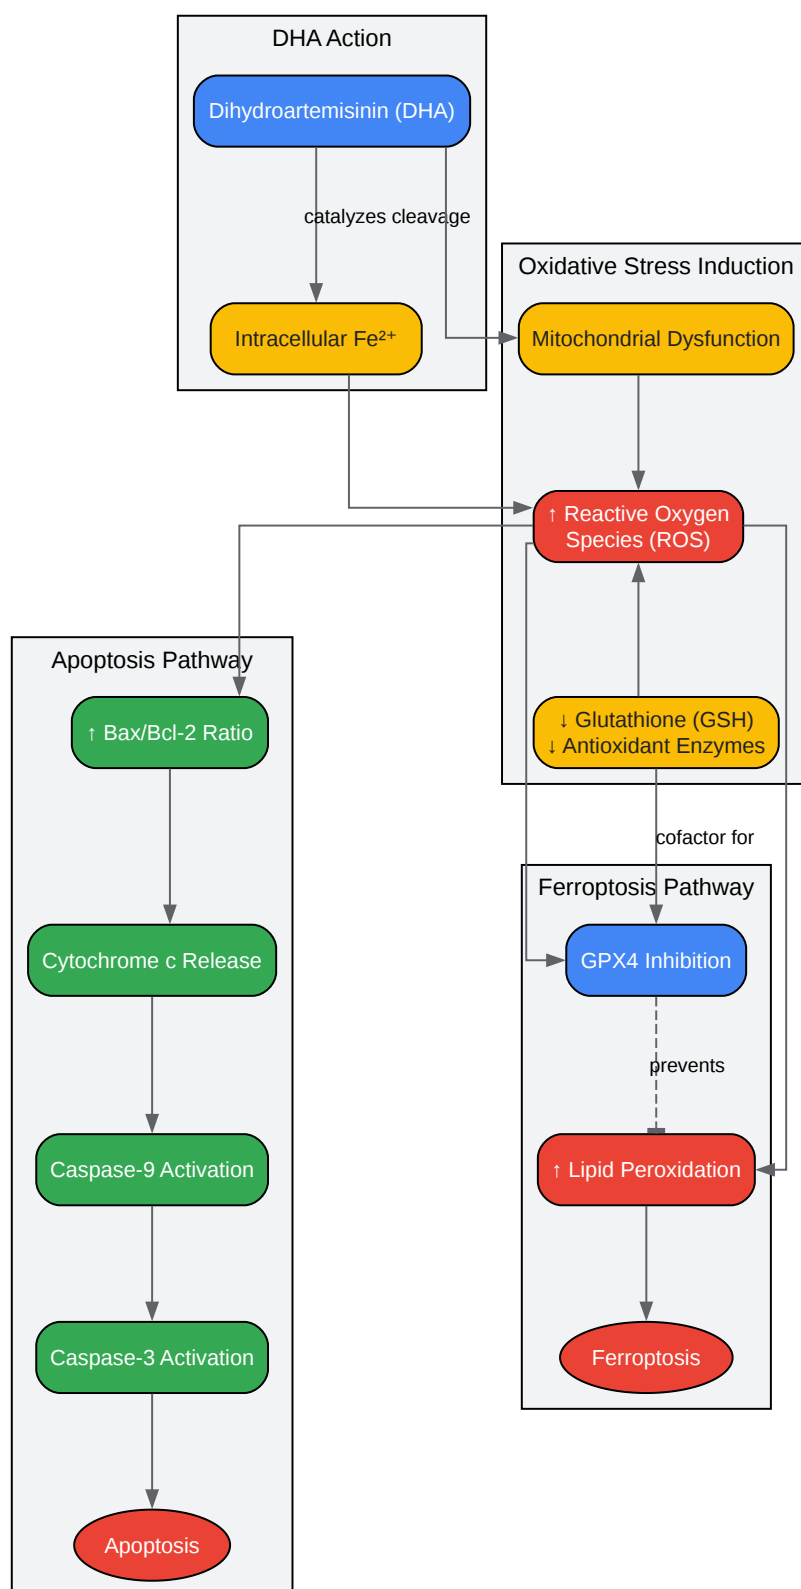 DHA Action
Dihydroartemisinin (DHA)
catalyzes cleavage
Intracellular Fe²⁺
Oxidative Stress Induction
Mitochondrial Dysfunction
↑ Reactive Oxygen
Species (ROS)
↓ Glutathione (GSH)
↓ Antioxidant Enzymes
cofactor for
Apoptosis Pathway
↑ Bax/Bcl-2 Ratio
Cytochrome c Release
Caspase-9 Activation
Caspase-3 Activation
Apoptosis
Ferroptosis Pathway
GPX4 Inhibition
prevents
↑ Lipid Peroxidation
Ferroptosis